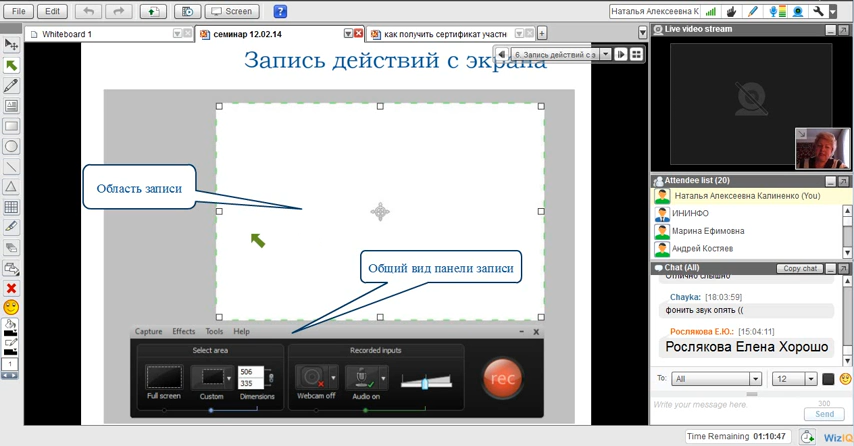 File
Edit
Screen
?
Наталья Алексеевна К
Whiteboard 1
семинар 12.02.14
как получить сертификат участн
Live video stream
Запись действий с экрана
6. Запись действий с э
Область записи
Общий вид панели записи
Attendee list (20)
Наталья Алексеевна Калиненко (You)
ИНИНФО
Марина Ефимовна
Андрей Костяев
Chat (All)
Copy chat
Отлично слышно
Chayka: [18:03:59]
фонить звук опять ((
Рослякова Е.Ю.: [15:04:11]
Рослякова Елена Хорошо
To:
All
12
Write your message here.
300
Send
Capture Effects Tools Help
Select area
Recorded inputs
506
335
Full screen
Custom
Dimensions
Webcam off
Audio on
rec
1
Time Remaining 01:10:47
WizIQ